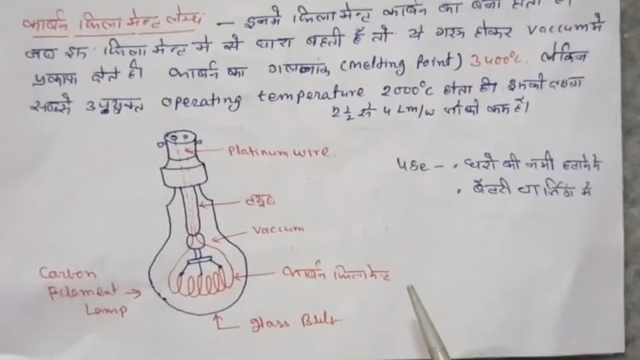 कार्बन फिलामेन्ट लेम्प – इनमे फिलामेन्ट कार्बन का बना होता है।
जब इन फिलामेन्ट मे से धारा बहती हैं तो ये गरम होकर Vaccum मे
प्रकाश देते है। कार्बन का गलनांक (melting Point) 3400°C लेकिन
सबसे उपयुक्त operating temperature 2000°C होता है। इनकी दक्षता
2½ से 4 Lm/w जो की कम है।
Platinum wire
use – • घरो की नमी हटाने मे
• बैटरी चार्जिंग मे
Vaccum
कार्बन फिलामेन्ट
Carbon
Filament
Lamp
glass Bulb